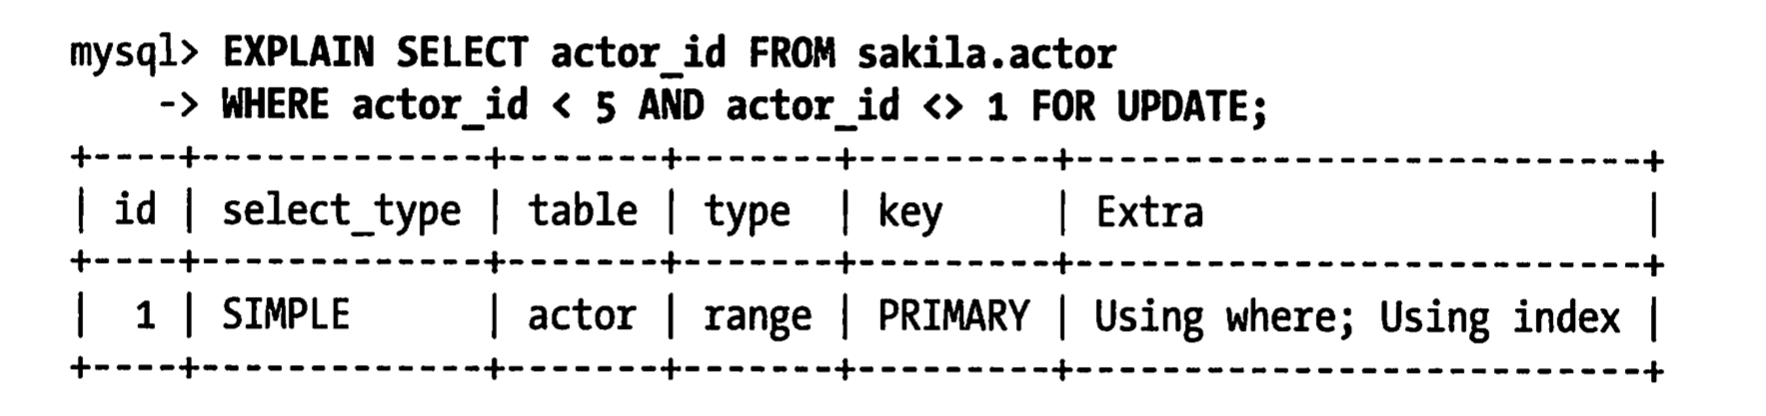 mysql> EXPLAIN SELECT actor_id FROM sakila.actor
    -> WHERE actor_id < 5 AND actor_id <> 1 FOR UPDATE;
+----+-------------+-------+-------+---------+--------------------------+
| id | select_type | table | type  | key     | Extra                    |
+----+-------------+-------+-------+---------+--------------------------+
|  1 | SIMPLE      | actor | range | PRIMARY | Using where; Using index |
+----+-------------+-------+-------+---------+--------------------------+